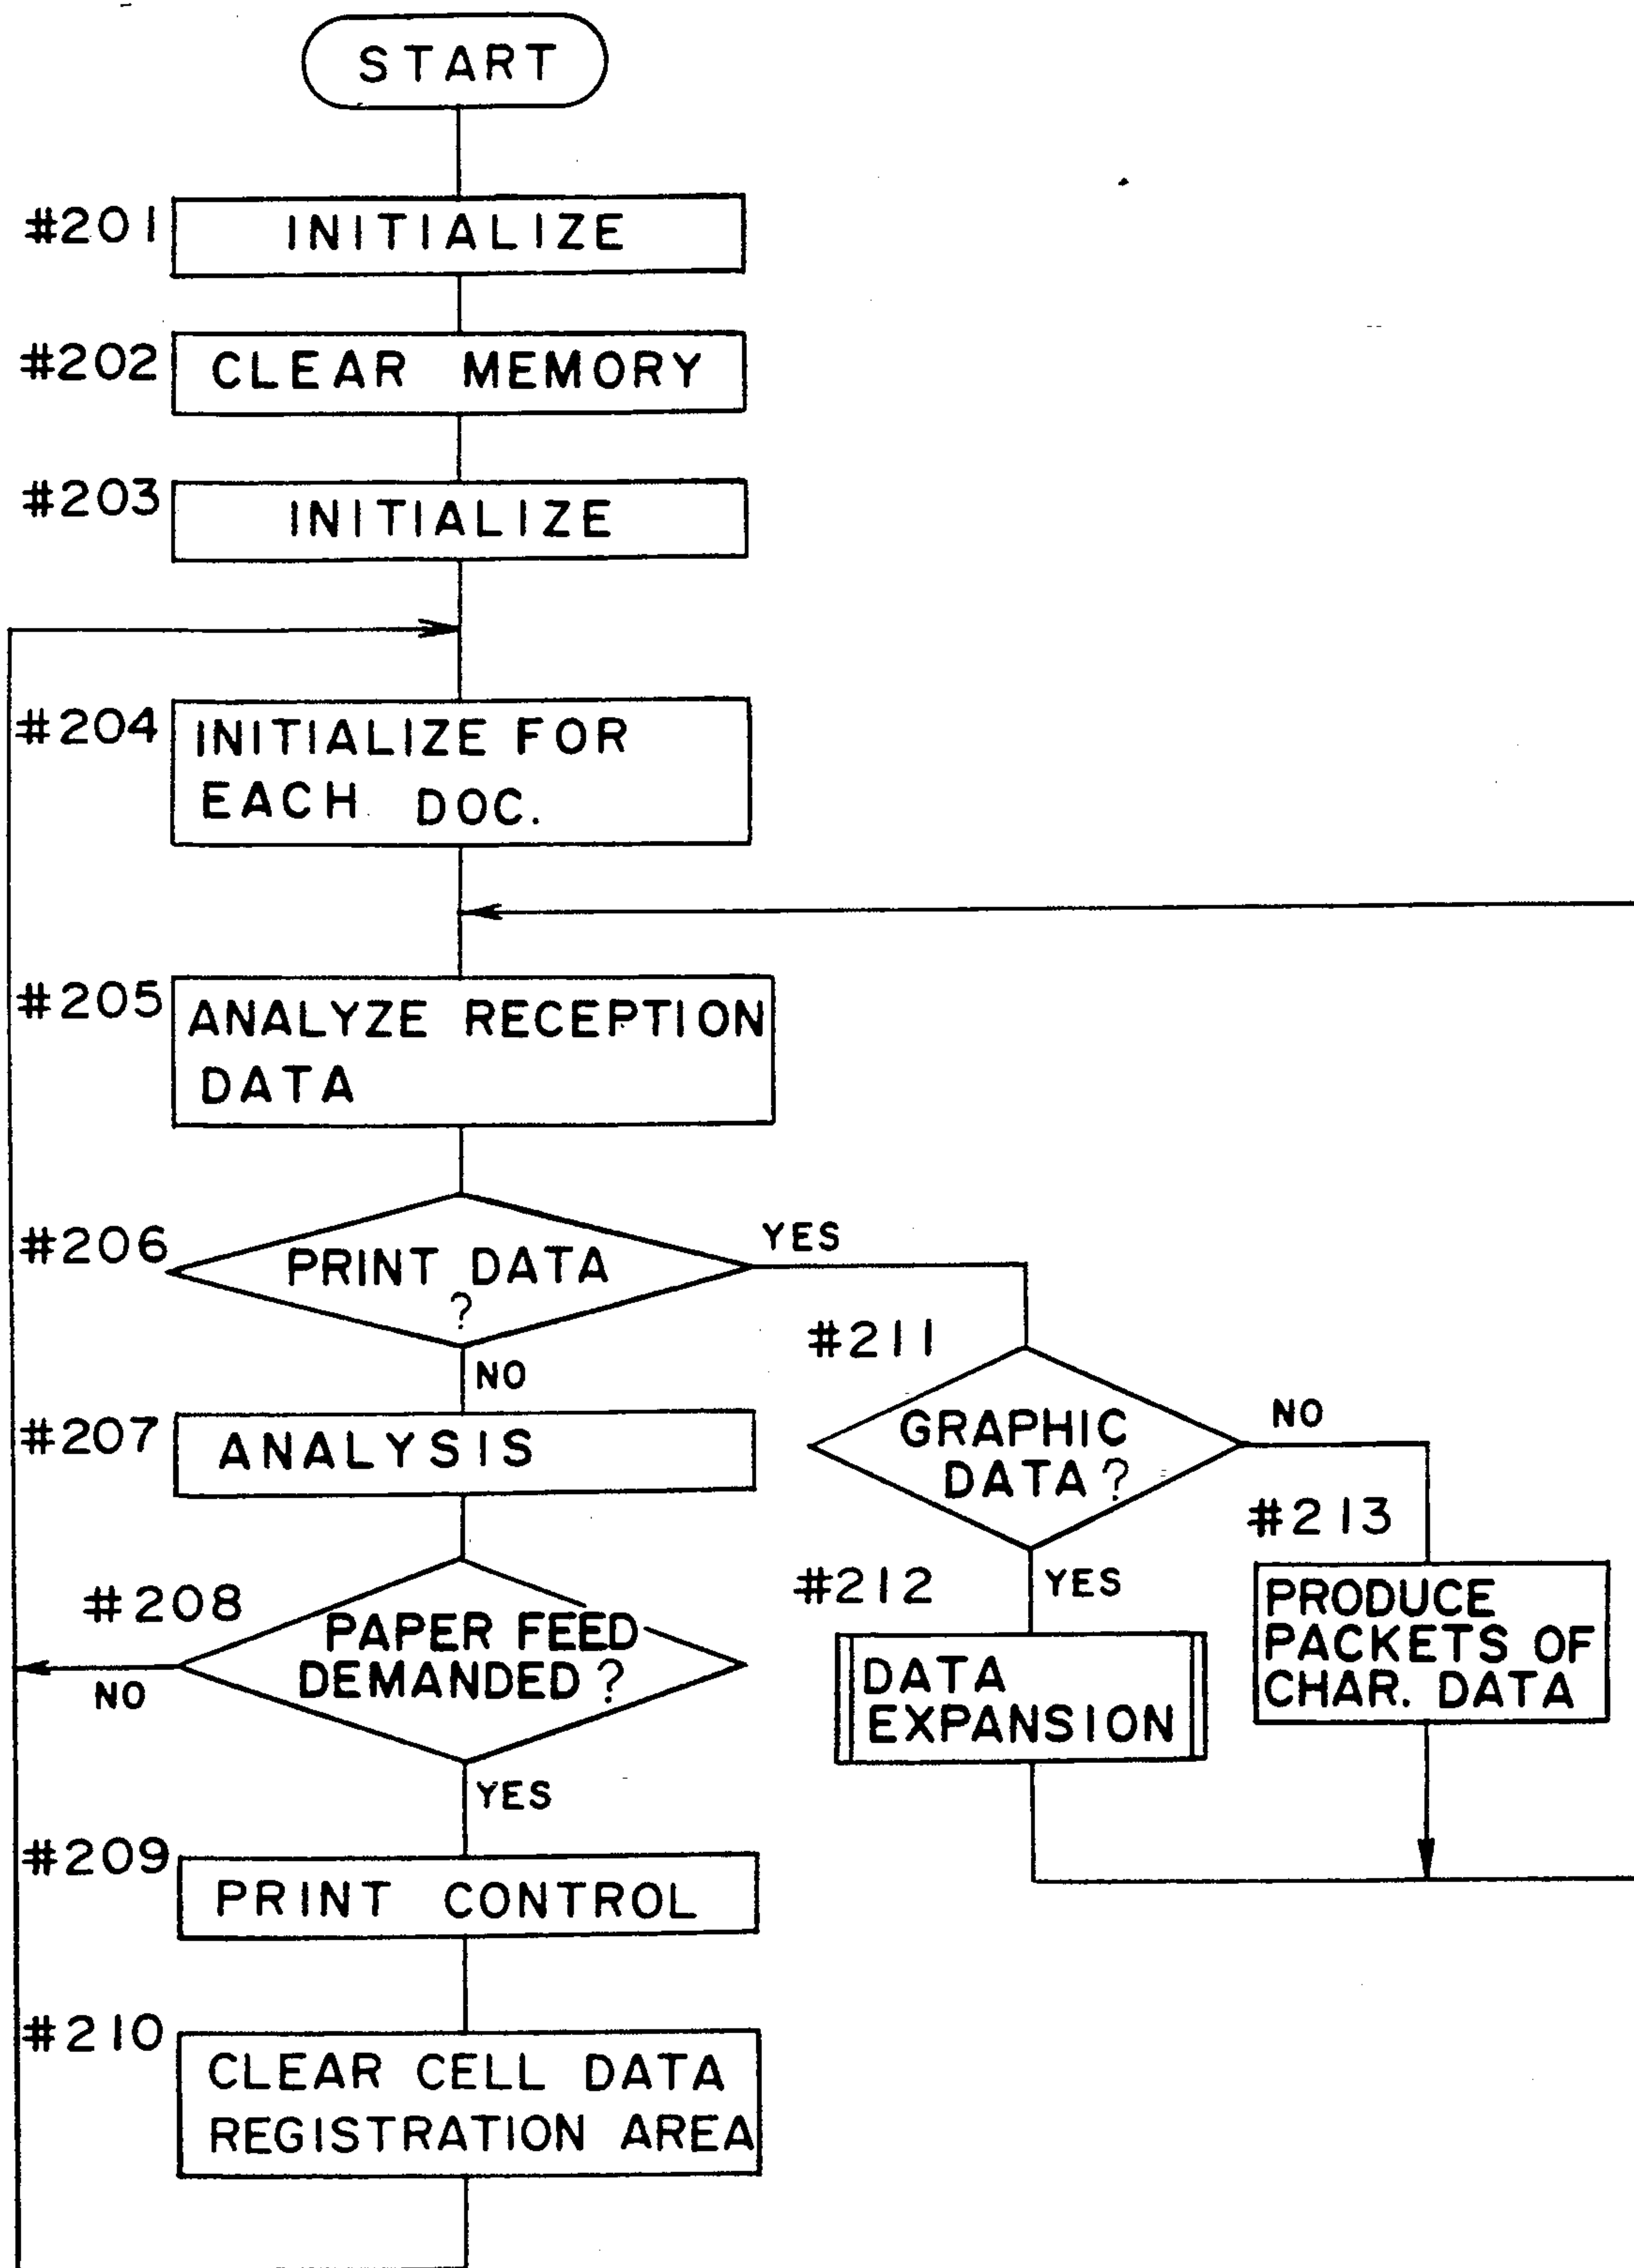 START
#201
INITIALIZE
#202
CLEAR MEMORY
#203
INITIALIZE
#204
INITIALIZE FOR
EACH DOC.
#205
ANALYZE RECEPTION
DATA
#206
PRINT DATA
?
YES
NO
#207
ANALYSIS
#208
PAPER FEED
DEMANDED ?
NO
YES
#209
PRINT CONTROL
#210
CLEAR CELL DATA
REGISTRATION AREA
#211
GRAPHIC
DATA ?
NO
YES
#212
DATA
EXPANSION
#213
PRODUCE
PACKETS OF
CHAR. DATA